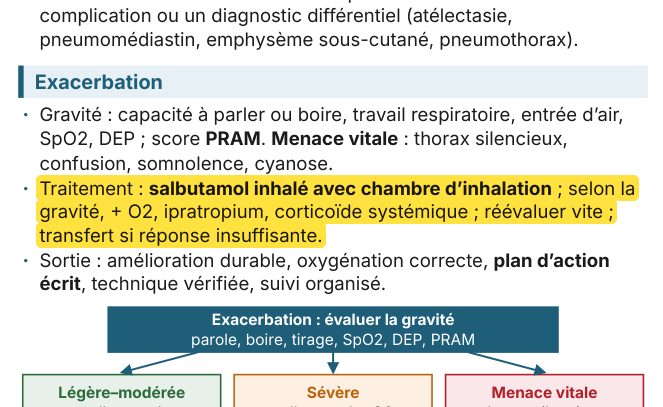 complication ou un diagnostic différentiel (atélectasie,
pneumomédiastin, emphysème sous-cutané, pneumothorax).
Exacerbation
· Gravité : capacité à parler ou boire, travail respiratoire, entrée d’air,
SpO2, DEP ; score PRAM. Menace vitale : thorax silencieux,
confusion, somnolence, cyanose.
· Traitement : salbutamol inhalé avec chambre d’inhalation ; selon la
gravité, + O2, ipratropium, corticoïde systémique ; réévaluer vite ;
transfert si réponse insuffisante.
· Sortie : amélioration durable, oxygénation correcte, plan d’action
écrit, technique vérifiée, suivi organisé.
Exacerbation : évaluer la gravité
parole, boire, tirage, SpO2, DEP, PRAM
Légère–modérée
Sévère
Menace vitale